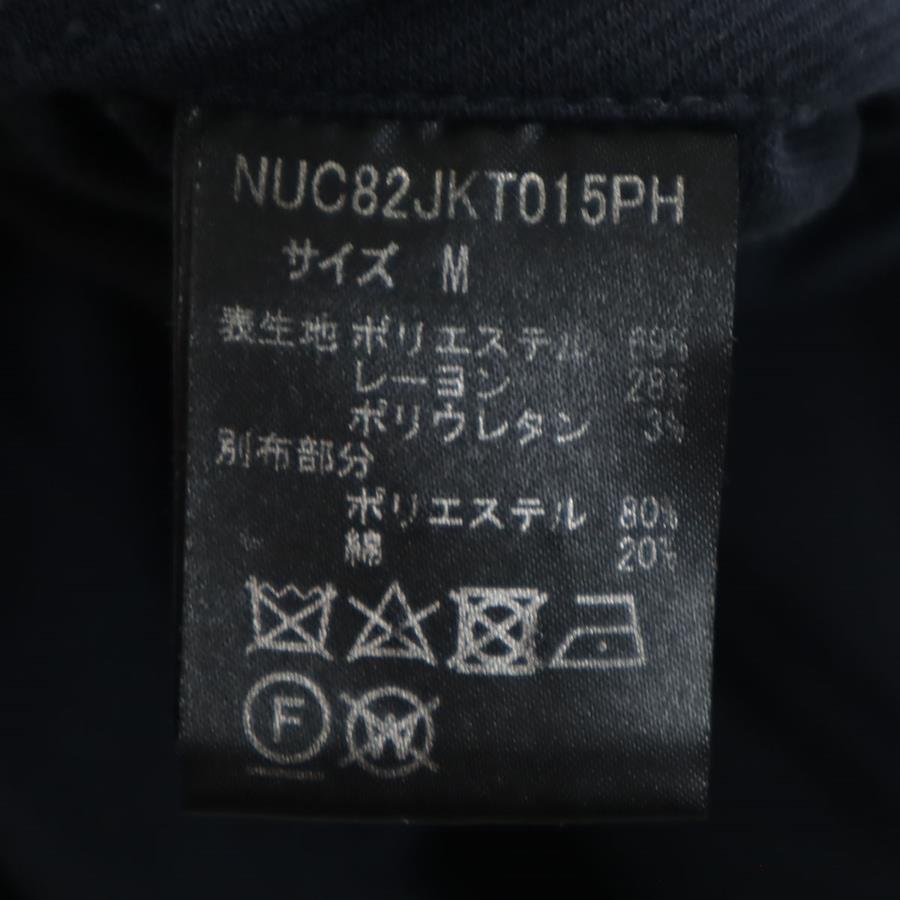 NUC82JKT015PH
サイズ M
表生地 ポリエステル 69%
レーヨン 28%
ポリウレタン 3%
別布部分
ポリエステル 80%
綿 20%
F
W